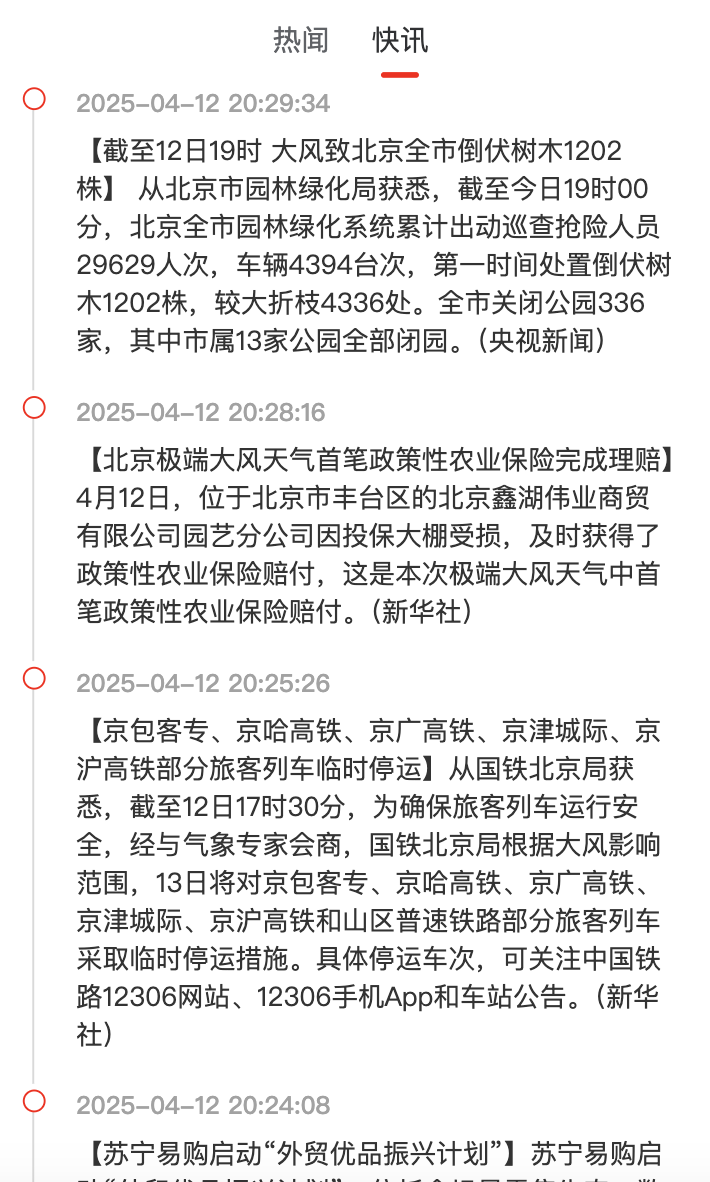 热闻 快讯
2025-04-12 20:29:34
【截至12日19时 大风致北京全市倒伏树木1202
株】 从北京市园林绿化局获悉，截至今日19时00
分，北京全市园林绿化系统累计出动巡查抢险人员
29629人次，车辆4394台次，第一时间处置倒伏树
木1202株，较大折枝4336处。全市关闭公园336
家，其中市属13家公园全部闭园。（央视新闻）
2025-04-12 20:28:16
【北京极端大风天气首笔政策性农业保险完成理赔】
4月12日，位于北京市丰台区的北京鑫湖伟业商贸
有限公司园艺分公司因投保大棚受损，及时获得了
政策性农业保险赔付，这是本次极端大风天气中首
笔政策性农业保险赔付。（新华社）
2025-04-12 20:25:26
【京包客专、京哈高铁、京广高铁、京津城际、京
沪高铁部分旅客列车临时停运】从国铁北京局获
悉，截至12日17时30分，为确保旅客列车运行安
全，经与气象专家会商，国铁北京局根据大风影响
范围，13日将对京包客专、京哈高铁、京广高铁、
京津城际、京沪高铁和山区普速铁路部分旅客列车
采取临时停运措施。具体停运车次，可关注中国铁
路12306网站、12306手机App和车站公告。（新华
社）
2025-04-12 20:24:08
【苏宁易购启动“外贸优品振兴计划”】苏宁易购启